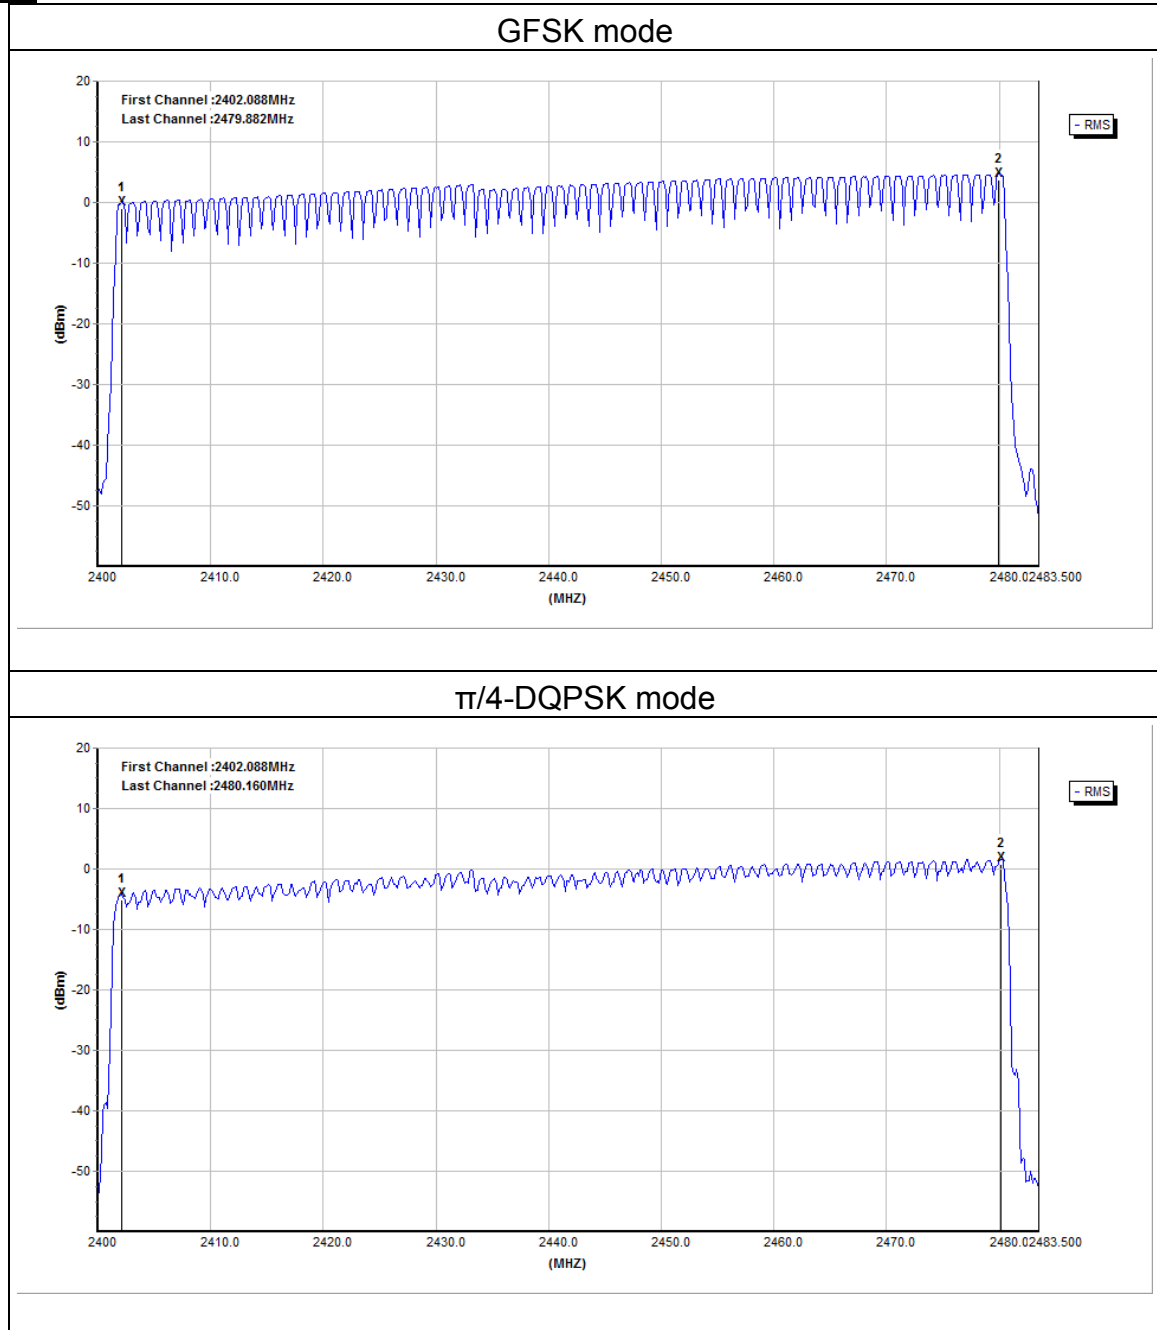 GFSK mode
First Channel :2402.088MHz
Last Channel :2479.882MHz
- RMS
20
10
0
-10
-20
-30
-40
-50
(dBm)
1
X
2
X
2400 2410.0 2420.0 2430.0 2440.0 2450.0 2460.0 2470.0 2480.02483.500
(MHZ)
π/4-DQPSK mode
First Channel :2402.088MHz
Last Channel :2480.160MHz
- RMS
20
10
0
-10
-20
-30
-40
-50
(dBm)
1
X
2
X
2400 2410.0 2420.0 2430.0 2440.0 2450.0 2460.0 2470.0 2480.02483.500
(MHZ)